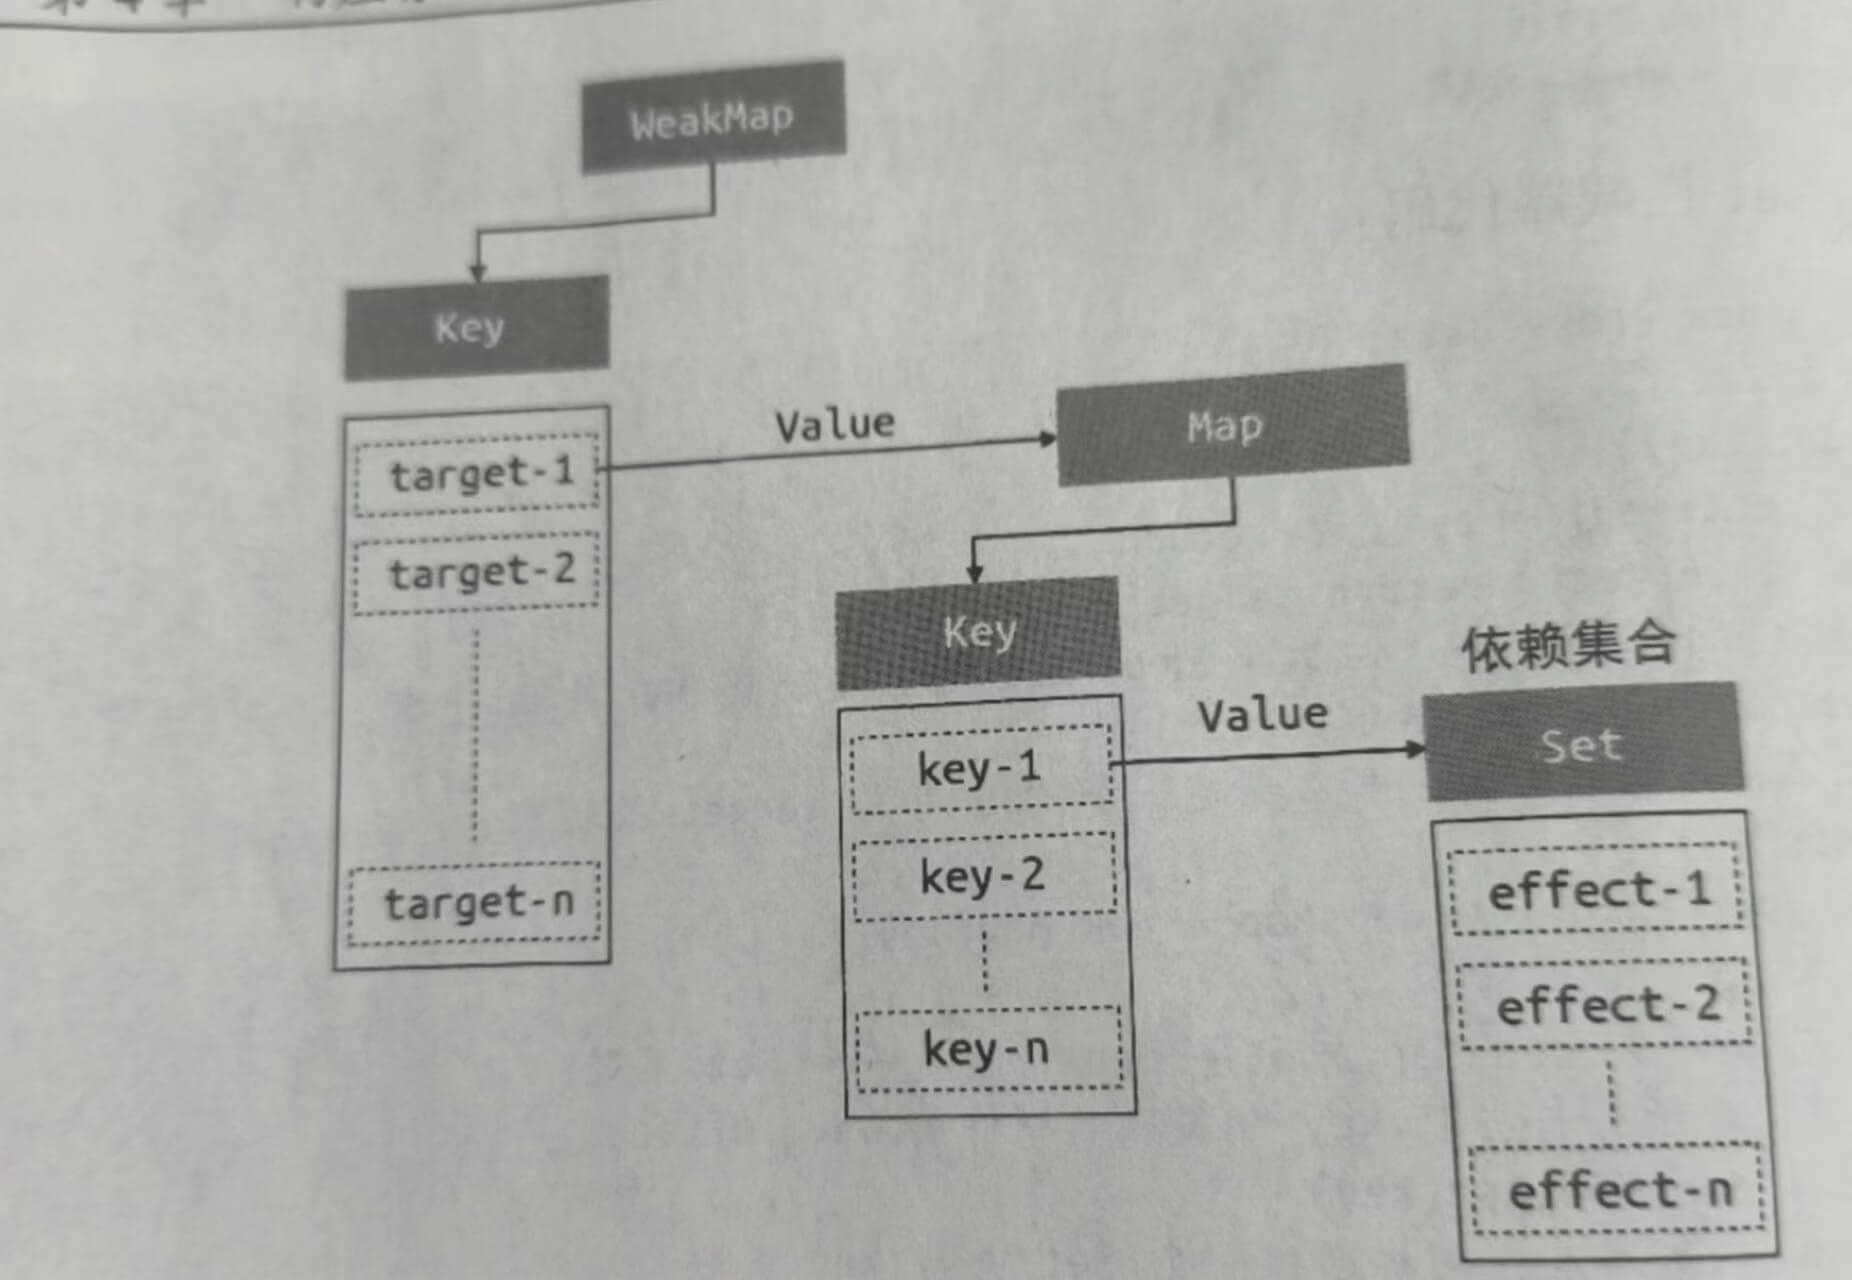 WeakMap
Key
target-1
target-2
target-n
Value
Map
Key
key-1
key-2
key-n
Value
依赖集合
Set
effect-1
effect-2
effect-n